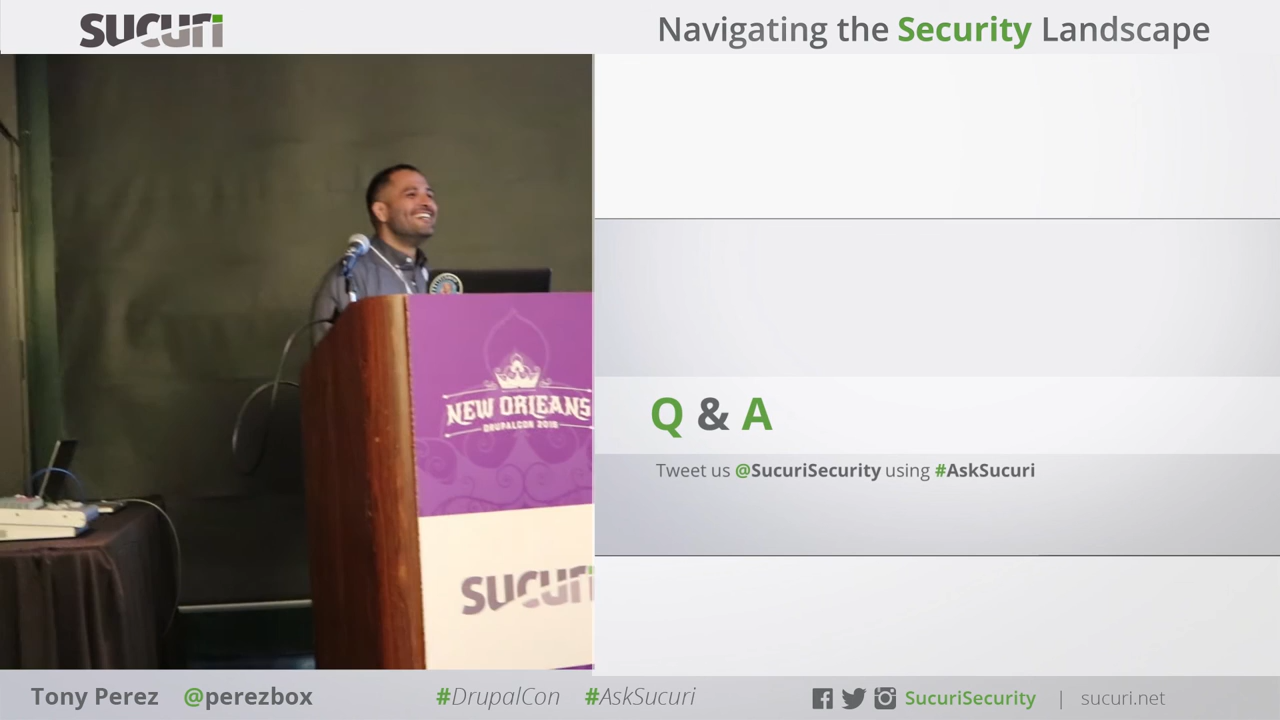 sucuri
Navigating the Security Landscape
NEW ORLEANS
DRUPALCON 2016
sucuri
Q & A
Tweet us @SucuriSecurity using #AskSucuri
Tony Perez @perezbox #DrupalCon #AskSucuri SucuriSecurity | sucuri.net